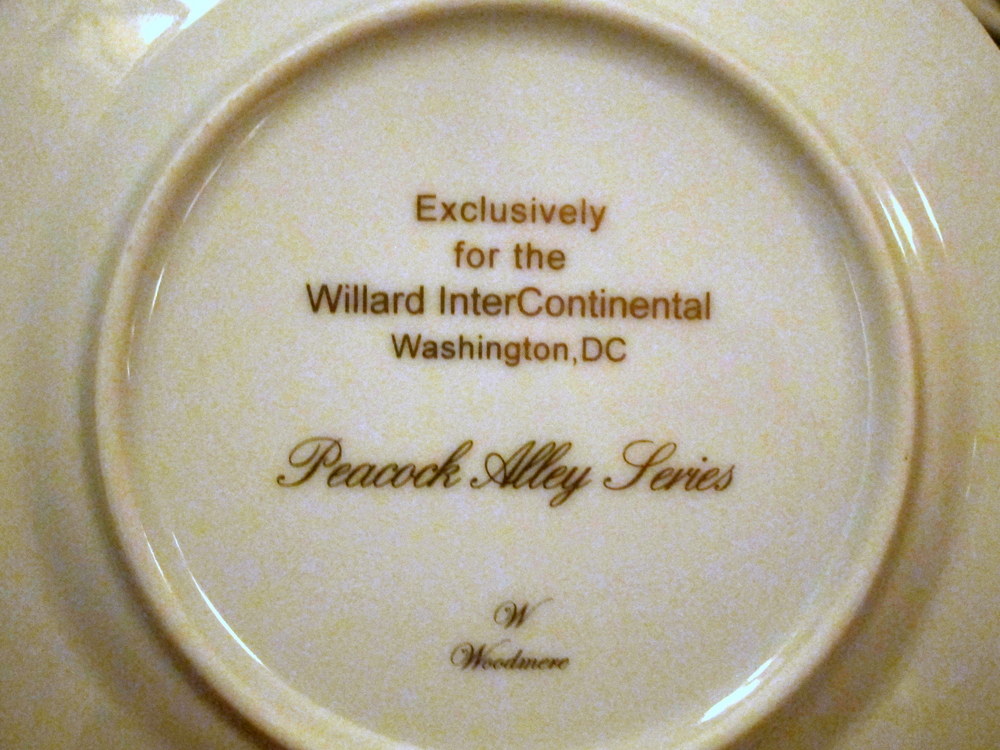 Exclusively
for the
Willard InterContinental
Washington,DC
Peacock Alley Series
W
Woodmere